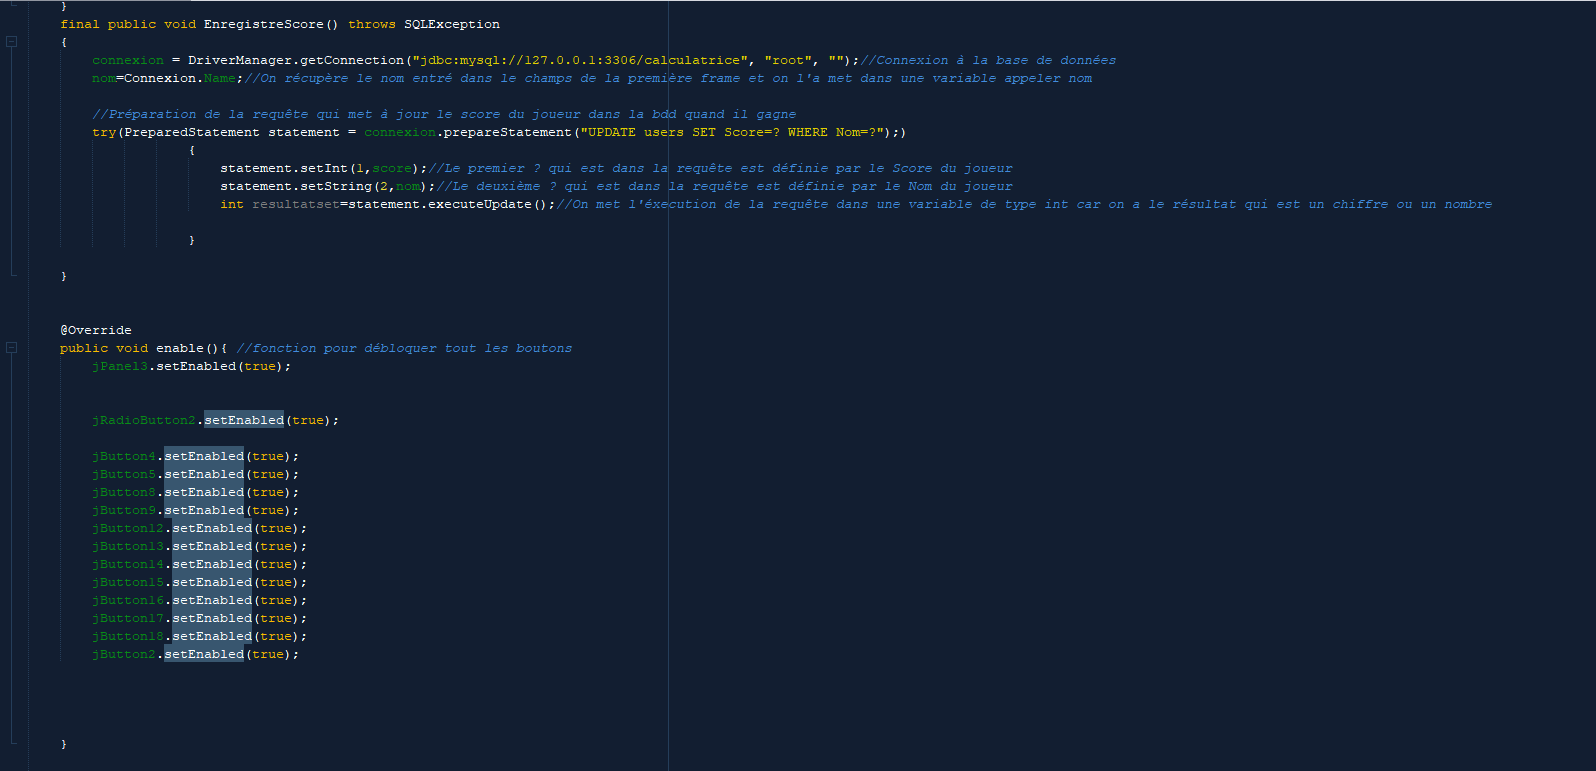 }
final public void EnregistreScore() throws SQLException
{
connexion = DriverManager.getConnection("jdbc:mysql://127.0.0.1:3306/calculatrice", "root", "");//Connexion à la base de données
nom=Connexion.Name;//On récupère le nom entré dans le champs de la première frame et on l'a met dans une variable appeler nom
//Préparation de la requête qui met à jour le score du joueur dans la bdd quand il gagne
try(PreparedStatement statement = connexion.prepareStatement("UPDATE users SET Score=? WHERE Nom=?");)
{
statement.setInt(1,score);//Le premier ? qui est dans la requête est définie par le Score du joueur
statement.setString(2,nom);//Le deuxième ? qui est dans la requête est définie par le Nom du joueur
int resultatset=statement.executeUpdate();//On met l'éxecution de la requête dans une variable de type int car on a le résultat qui est un chiffre ou un nombre
}
}
@Override
public void enable(){ //fonction pour débloquer tout les boutons
jPanel3.setEnabled(true);
jRadioButton2.setEnabled(true);
jButton4.setEnabled(true);
jButton5.setEnabled(true);
jButton8.setEnabled(true);
jButton9.setEnabled(true);
jButton12.setEnabled(true);
jButton13.setEnabled(true);
jButton14.setEnabled(true);
jButton15.setEnabled(true);
jButton16.setEnabled(true);
jButton17.setEnabled(true);
jButton18.setEnabled(true);
jButton2.setEnabled(true);
}